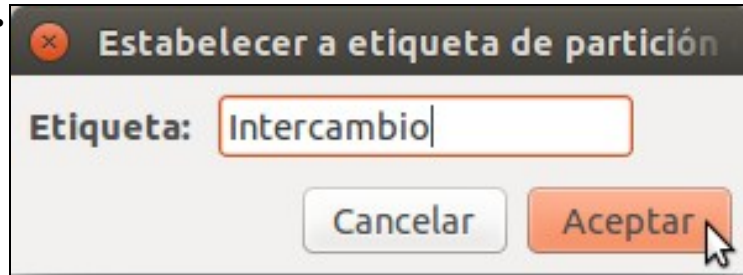 Estabelecer a etiqueta de partición
Etiqueta: Intercambio
Cancelar Aceptar